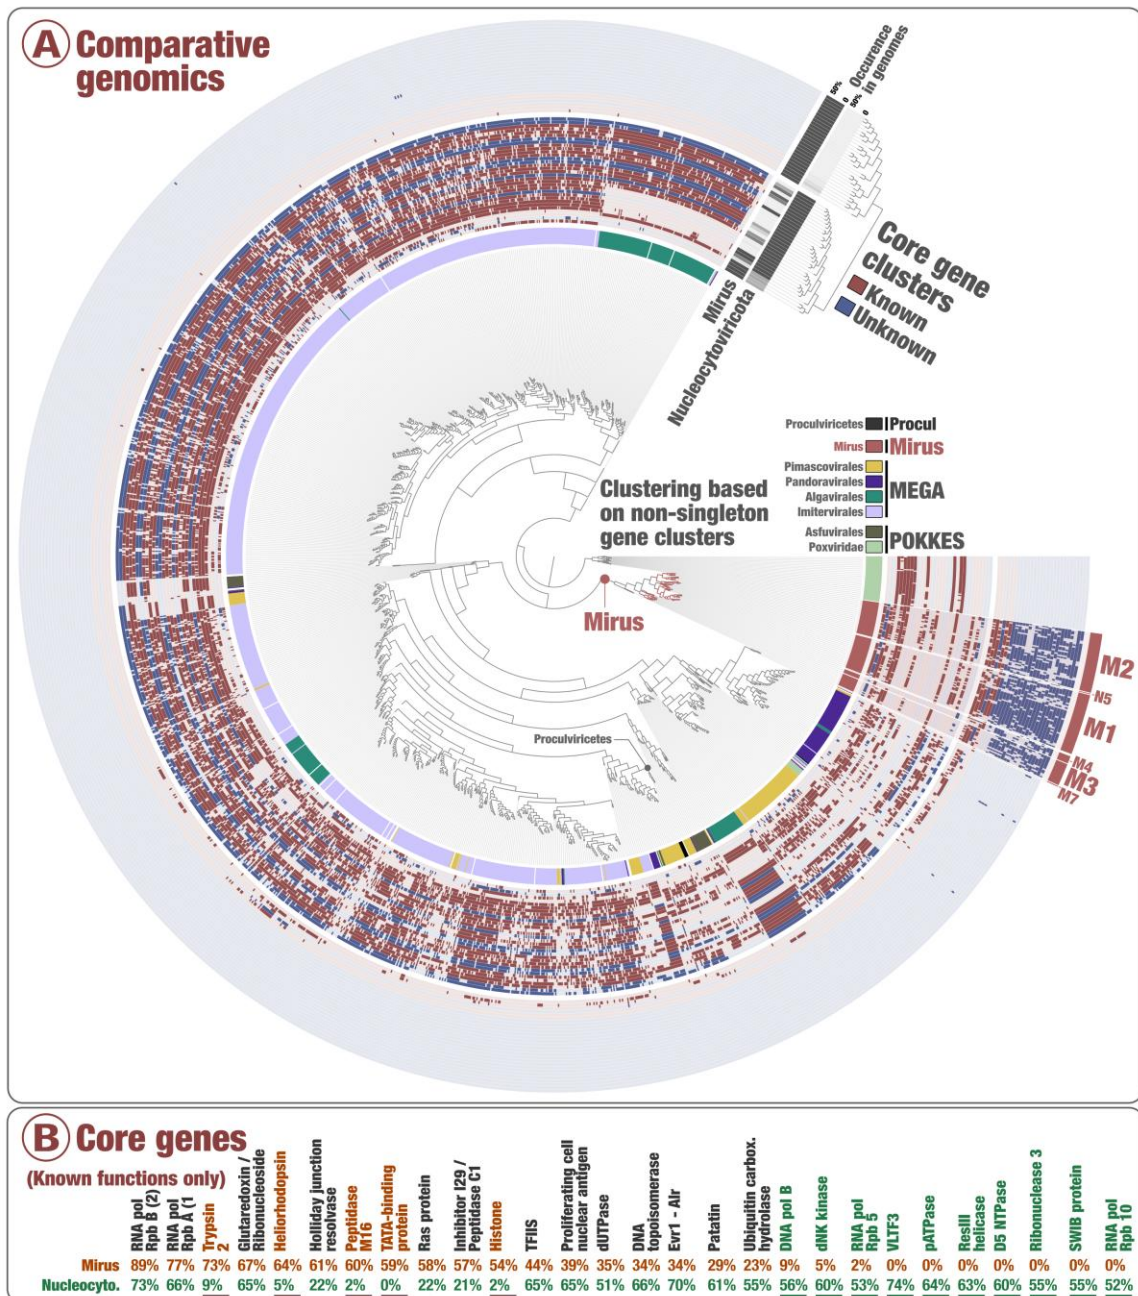 A Comparative
genomics
50%
0
50%
0
Occurence
in genomes
Core gene
clusters
Known
Unknown
Mirus
Nucleocytoviricota
Proculviricetes Procul
Mirus Mirus
Pimascovirales
Pandoravirales
Algavirales
Imitervirales
MEGA
Asfuvirales
Poxviridae
POKKES
Clustering based
on non-singleton
gene clusters
Mirus
Proculviricetes
M2
N5
M1
M4
M3
M7
B Core genes
(Known functions only)
RNA pol
Rpb B (2)
RNA pol
Rpb A (1
Trypsin
2
Glutaredoxin /
Ribonucleoside
Heliorhodopsin
Holliday junction
resolvase
Peptidase
M16
TATA-binding
protein
Ras protein
Inhibitor I29 /
Peptidase C1
Histone
TFIIS
Proliferating cell
nuclear antigen
dUTPase
DNA
topoisomerase
Evr1 - Alr
Patatin
Ubiquitin carbox.
hydrolase
DNA pol B
dNK kinase
RNA pol
Rpb 5
VLTF3
pATPase
ResIII
helicase
D5 NTPase
Ribonuclease 3
SWIB protein
RNA pol
Rpb 10
Mirus 89% 77% 73% 67% 64% 61% 60% 59% 58% 57% 54% 44% 39% 35% 34% 34% 29% 23% 9% 5% 2% 0% 0% 0% 0% 0% 0% 0%
Nucleocyto. 73% 66% 9% 65% 5% 22% 2% 0% 22% 21% 2% 65% 65% 51% 66% 70% 61% 55% 56% 60% 53% 74% 64% 63% 60% 55% 55% 52%